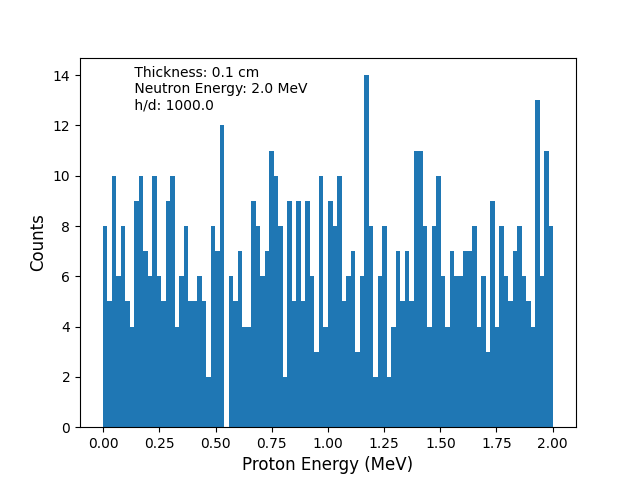 Thickness: 0.1 cm
Neutron Energy: 2.0 MeV
h/d: 1000.0
14
12
10
8
6
4
2
0
Counts
0.00 0.25 0.50 0.75 1.00 1.25 1.50 1.75 2.00
Proton Energy (MeV)